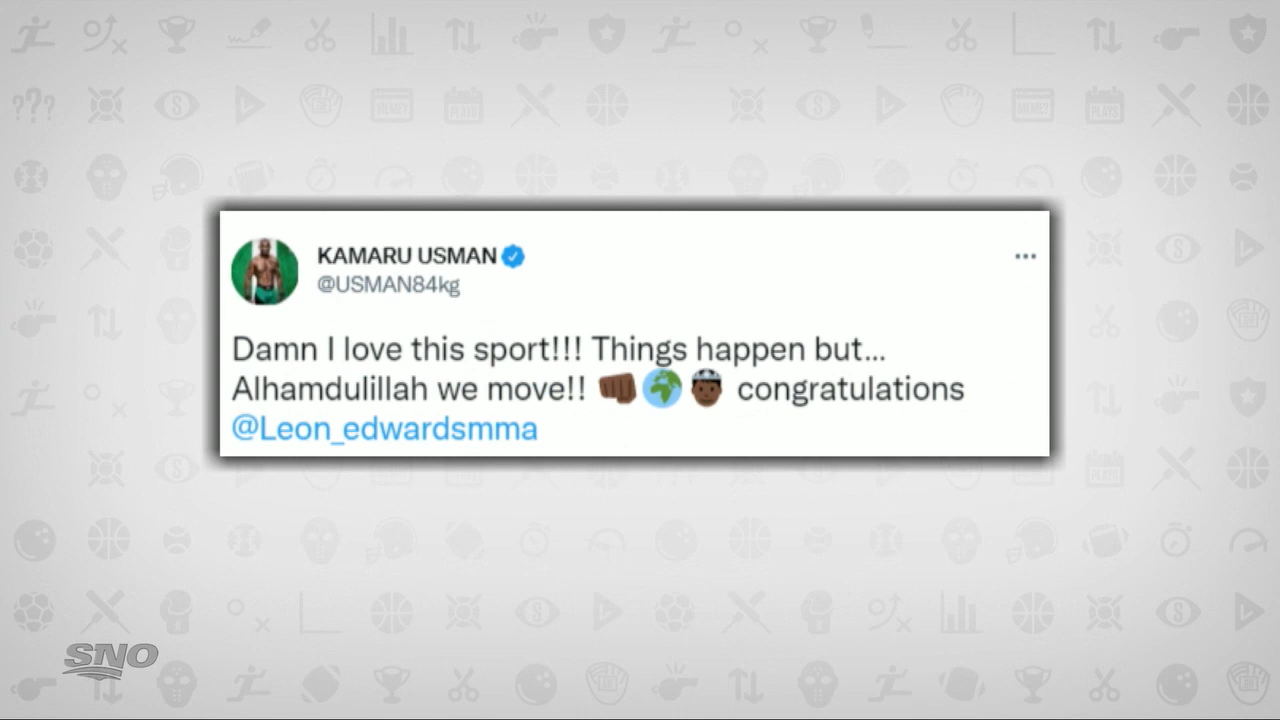 KAMARU USMAN
@USMAN84kg
Damn I love this sport!!! Things happen but...
Alhamdulillah we move!! 👊🏿🌍👳🏿 congratulations
@Leon_edwardsmma
SNO